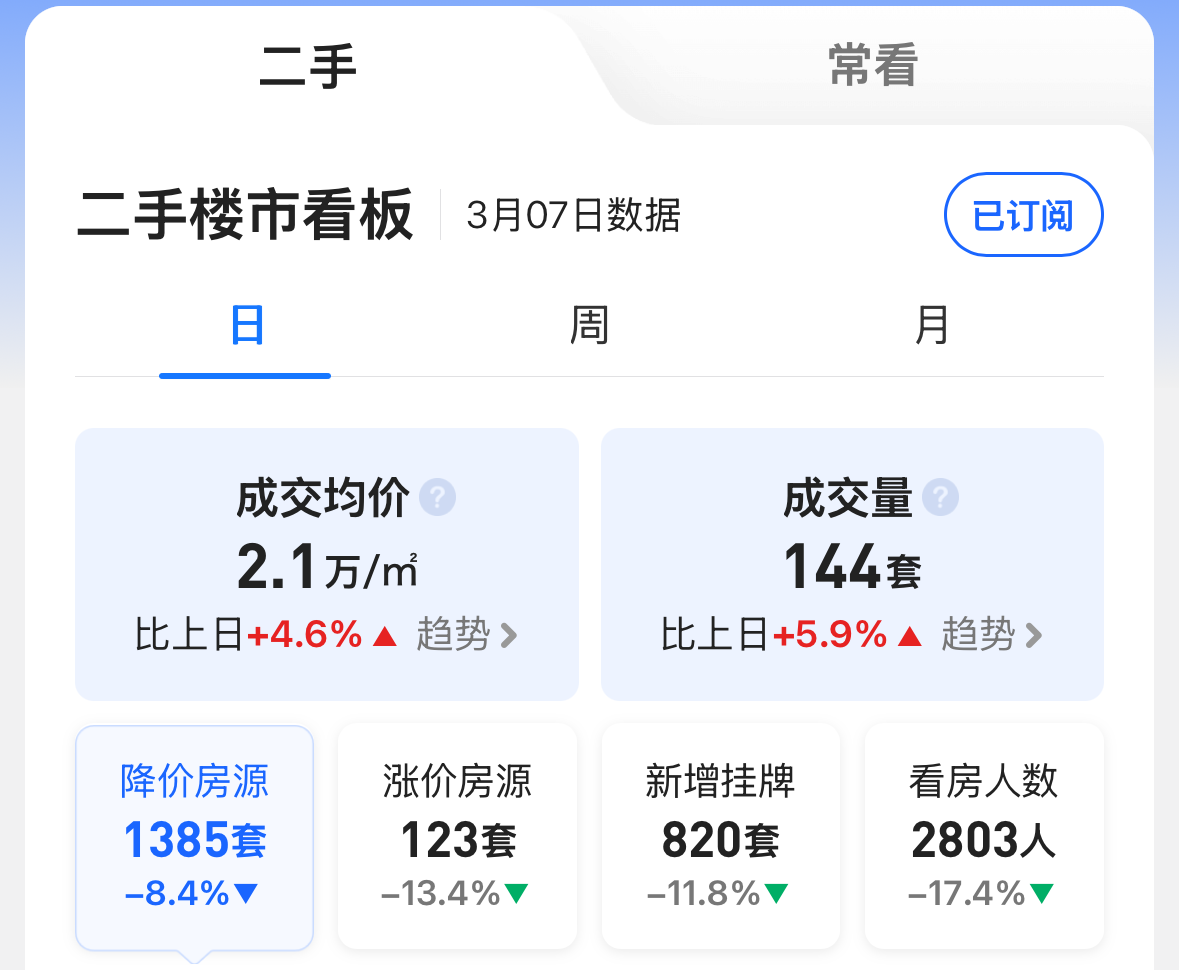 二手 常看
二手楼市看板 3月07日数据 已订阅
日 周 月
成交均价 ? 成交量 ?
2.1万/㎡ 144套
比上日+4.6%▲ 趋势 > 比上日+5.9%▲ 趋势 >
降价房源 涨价房源 新增挂牌 看房人数
1385套 123套 820套 2803人
–8.4%▼ –13.4%▼ –11.8%▼ –17.4%▼